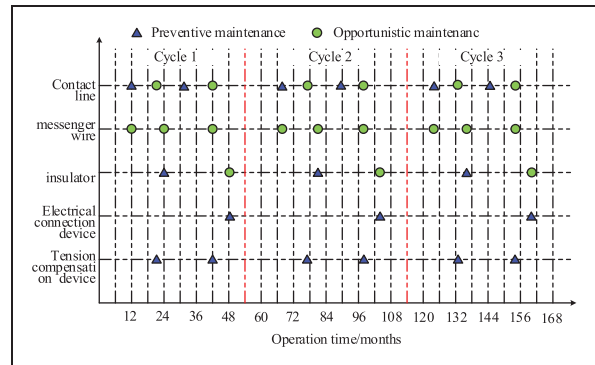 Preventive maintenance Opportunistic maintenanc
Cycle 1 Cycle 2 Cycle 3
Contact
line
messenger
wire
insulator
Electrical
connection
device
Tension
compensati
on device
12 24 36 48 60 72 84 96 108 120 132 144 156 168
Operation time/months